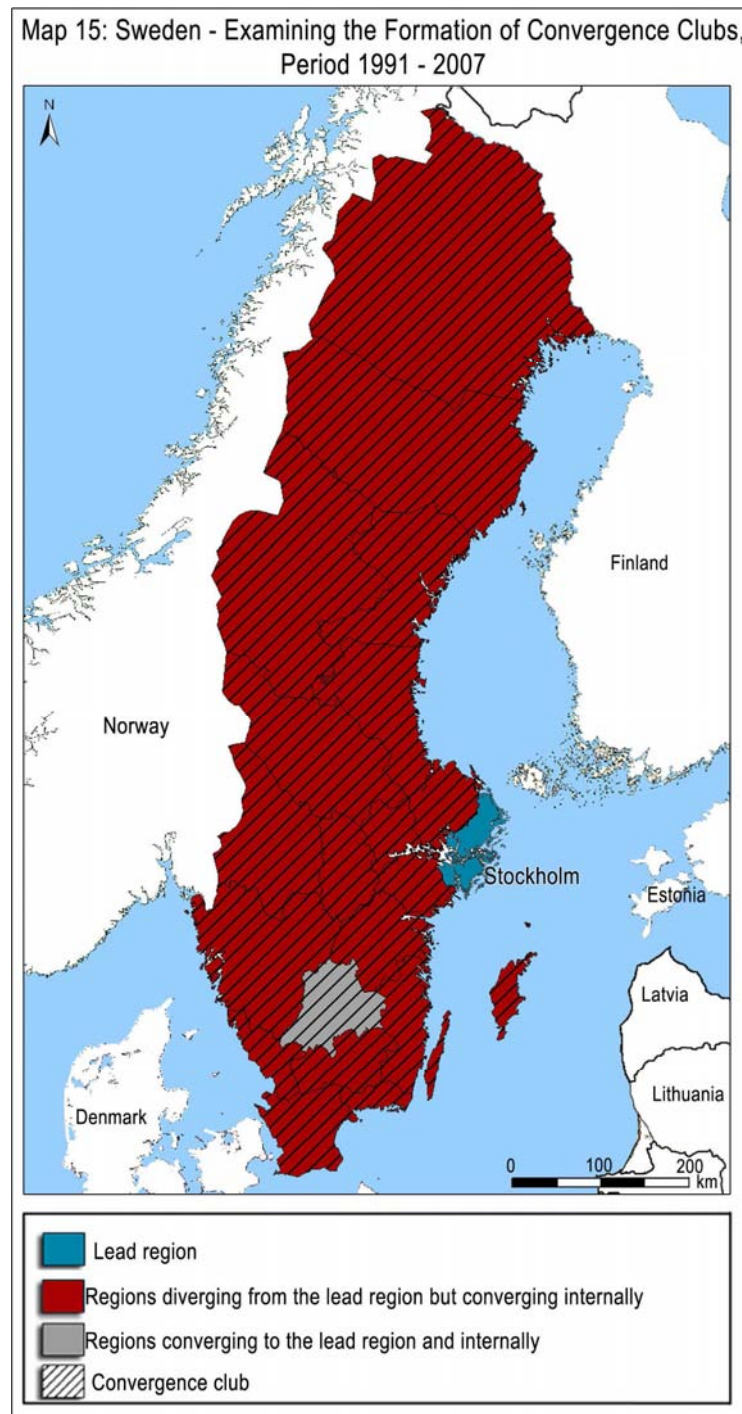 Map 15: Sweden - Examining the Formation of Convergence Clubs,
Period 1991 - 2007
N
Finland
Norway
Stockholm
Estonia
Latvia
Lithuania
Denmark
0 100 200
km
Lead region
Regions diverging from the lead region but converging internally
Regions converging to the lead region and internally
Convergence club